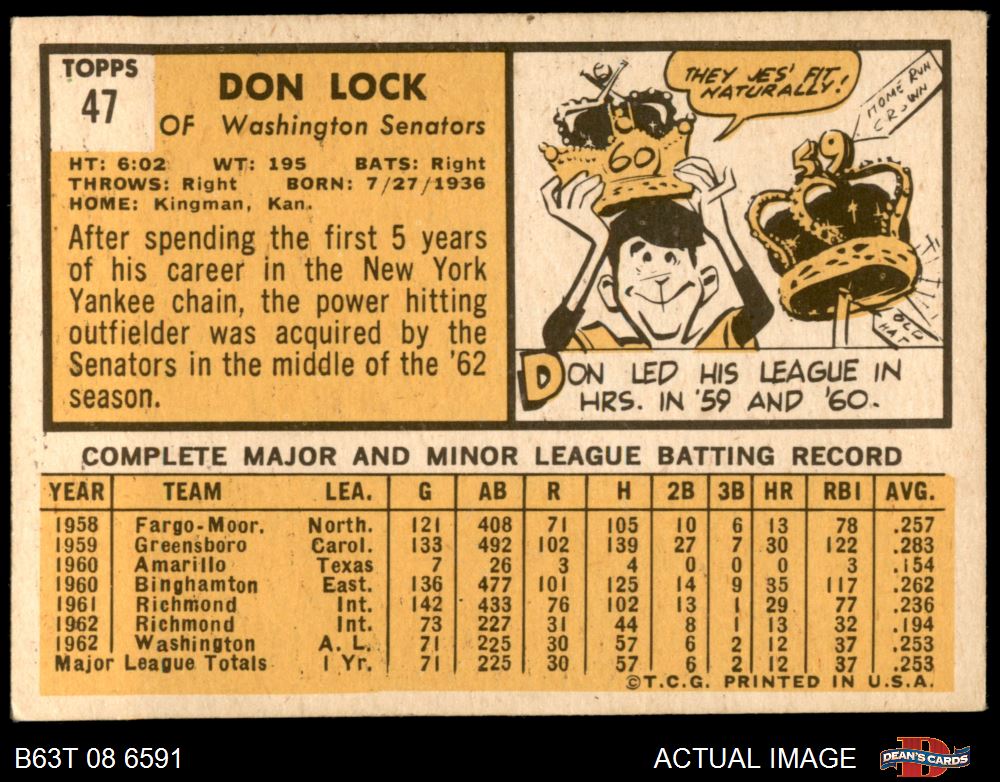 TOPPS
47
DON LOCK
OF Washington Senators
HT: 6:02 WT: 195 BATS: Right
THROWS: Right BORN: 7/27/1936
HOME: Kingman, Kan.
After spending the first 5 years
of his career in the New York
Yankee chain, the power hitting
outfielder was acquired by the
Senators in the middle of the '62
season.
THEY JES' FIT,
NATURALLY!
HOME RUN
CROWN
60
59
OLD
HAT
DON LED HIS LEAGUE IN
HRS. IN '59 AND '60.
COMPLETE MAJOR AND MINOR LEAGUE BATTING RECORD
YEAR TEAM LEA. G AB R H 2B 3B HR RBI AVG.
1958 Fargo-Moor. North. 121 408 71 105 10 6 13 78 .257
1959 Greensboro Carol. 133 492 102 139 27 7 30 122 .283
1960 Amarillo Texas 7 26 3 4 0 0 0 3 .154
1960 Binghamton East. 136 477 101 125 14 9 35 117 .262
1961 Richmond Int. 142 433 76 102 13 1 29 77 .236
1962 Richmond Int. 73 227 31 44 8 1 13 32 .194
1962 Washington A. L. 71 225 30 57 6 2 12 37 .253
Major League Totals 1 Yr. 71 225 30 57 6 2 12 37 .253
©T.C.G. PRINTED IN U.S.A.
B63T 08 6591
ACTUAL IMAGE
DEAN'S CARDS